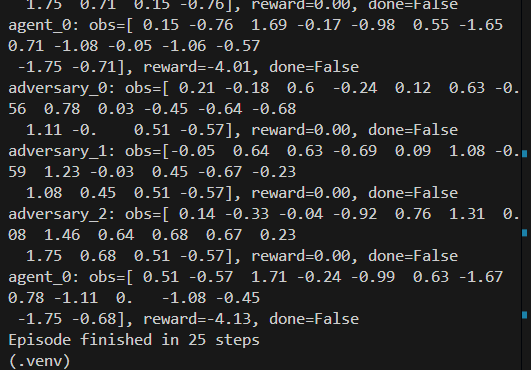 1.75  0.71  0.15 -0.76], reward=0.00, done=False
agent_0: obs=[ 0.15 -0.76  1.69 -0.17 -0.98  0.55 -1.65
0.71 -1.08 -0.05 -1.06 -0.57
 -1.75 -0.71], reward=-4.01, done=False
adversary_0: obs=[ 0.21 -0.18  0.6  -0.24  0.12  0.63 -0.
56  0.78  0.03 -0.45 -0.64 -0.68
  1.11 -0.    0.51 -0.57], reward=0.00, done=False
adversary_1: obs=[-0.05  0.64  0.63 -0.69  0.09  1.08 -0.
59  1.23 -0.03  0.45 -0.67 -0.23
  1.08  0.45  0.51 -0.57], reward=0.00, done=False
adversary_2: obs=[ 0.14 -0.33 -0.04 -0.92  0.76  1.31  0.
08  1.46  0.64  0.68  0.67  0.23
  1.75  0.68  0.51 -0.57], reward=0.00, done=False
agent_0: obs=[ 0.51 -0.57  1.71 -0.24 -0.99  0.63 -1.67
0.78 -1.11  0.   -1.08 -0.45
 -1.75 -0.68], reward=-4.13, done=False
Episode finished in 25 steps
(.venv)